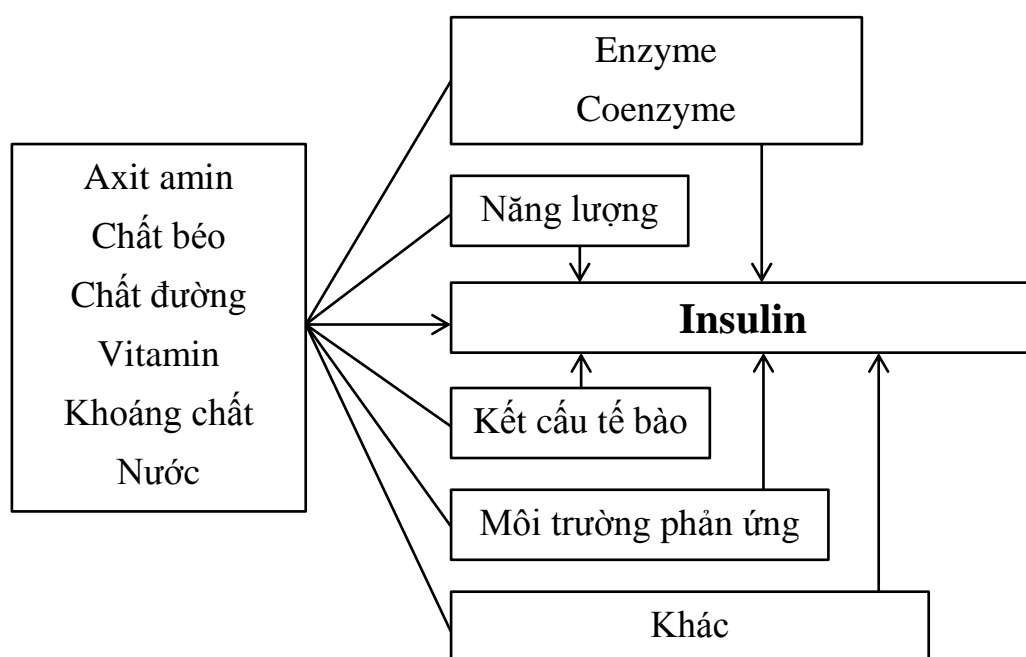 Axit amin
Chất béo
Chất đường
Vitamin
Khoáng chất
Nước
Enzyme
Coenzyme
Năng lượng
Insulin
Kết cấu tế bào
Môi trường phản ứng
Khác